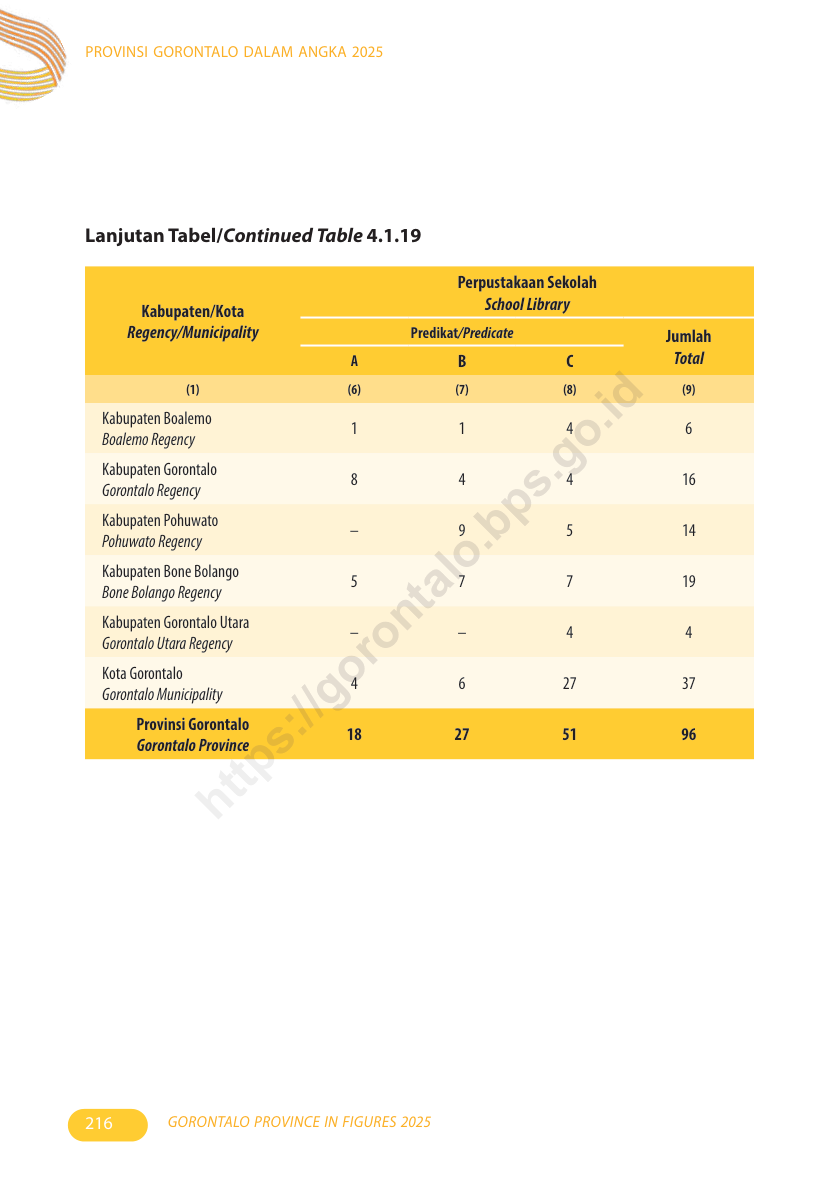 PROVINSI GORONTALO DALAM ANGKA 2025
Lanjutan Tabel/Continued Table 4.1.19
Kabupaten/Kota
Regency/Municipality
Perpustakaan Sekolah
School Library
Predikat/Predicate
Jumlah
Total
A B C
(1) (6) (7) (8) (9)
Kabupaten Boalemo
Boalemo Regency
1 1 4 6
Kabupaten Gorontalo
Gorontalo Regency
8 4 4 16
Kabupaten Pohuwato
Pohuwato Regency
– 9 5 14
Kabupaten Bone Bolango
Bone Bolango Regency
5 7 7 19
Kabupaten Gorontalo Utara
Gorontalo Utara Regency
– – 4 4
Kota Gorontalo
Gorontalo Municipality
4 6 27 37
Provinsi Gorontalo
Gorontalo Province
18 27 51 96
https://gorontalo.bps.go.id
216
GORONTALO PROVINCE IN FIGURES 2025